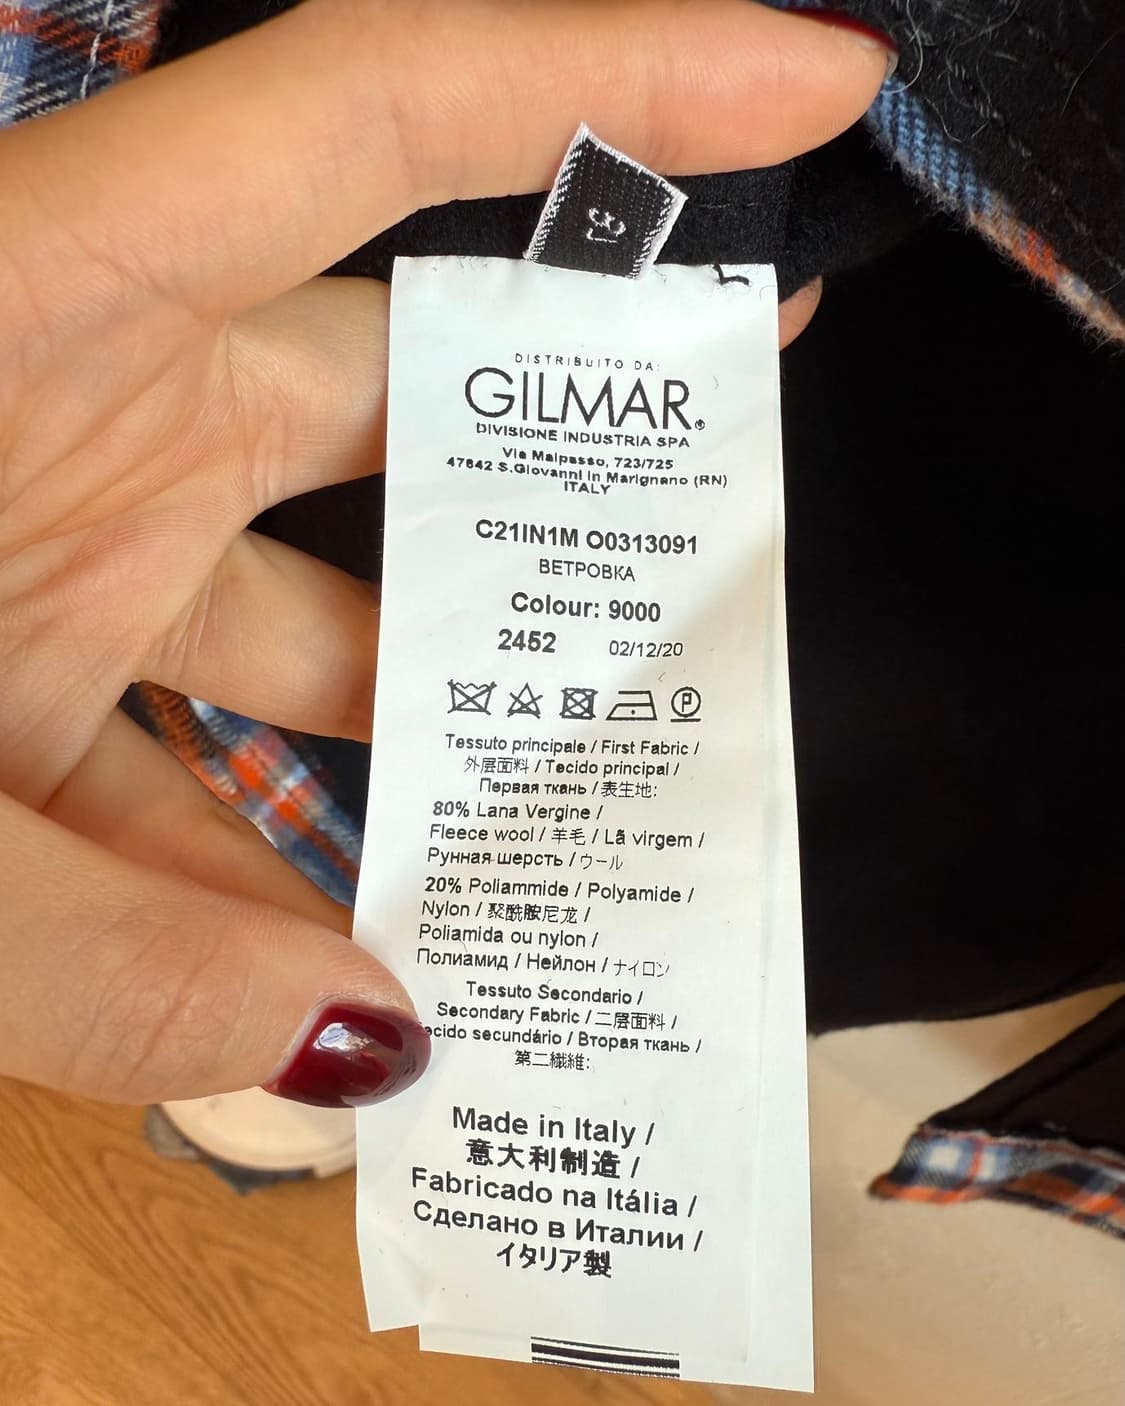 DISTRIBUITO DA:
GILMAR®
DIVISIONE INDUSTRIA SPA
Via Malpasso, 723/725
47842 S.Giovanni in Marignano (RN)
ITALY
C21IN1M O0313091
ВЕТРОВКА
Colour: 9000
2452 02/12/20
P
Tessuto principale / First Fabric /
外层面料 / Tecido principal /
Первая ткань / 表生地:
80% Lana Vergine /
Fleece wool / 羊毛 / Lã virgem /
Рунная шерсть / ウール
20% Poliammide / Polyamide /
Nylon / 聚酰胺尼龙 /
Poliamida ou nylon /
Полиамид / Нейлон / ナイロン
Tessuto Secondario /
Secondary Fabric / 二层面料 /
ecido secundário / Вторая ткань /
第二繊維:
Made in Italy /
意大利制造 /
Fabricado na Itália /
Сделано в Италии /
イタリア製